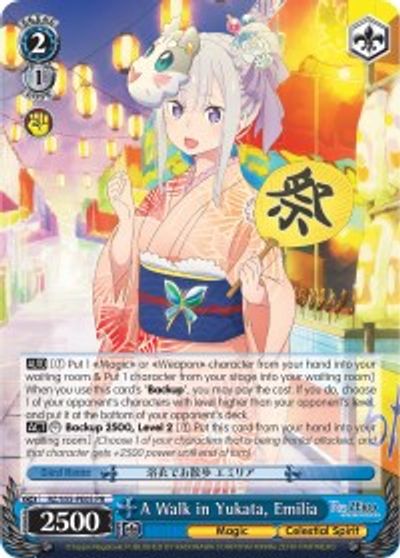 2
1
祭
AUTO [① Put 1 «Magic» or «Weapon» character from your hand into your
waiting room & Put 1 character from your stage into your waiting room]
When you use this card's "Backup", you may pay the cost. If you do, choose
1 of your opponent's characters with level higher than your opponent's level,
and put it at the bottom of your opponent's deck.
ACT Backup 2500, Level 2 [① Put this card from your hand into your
waiting room] (Choose 1 of your characters that is being frontal attacked, and
that character gets +2500 power until end of turn)
浴衣でお散歩 エミリア
2500
A Walk in Yukata, Emilia
Magic
Celestial Spirit